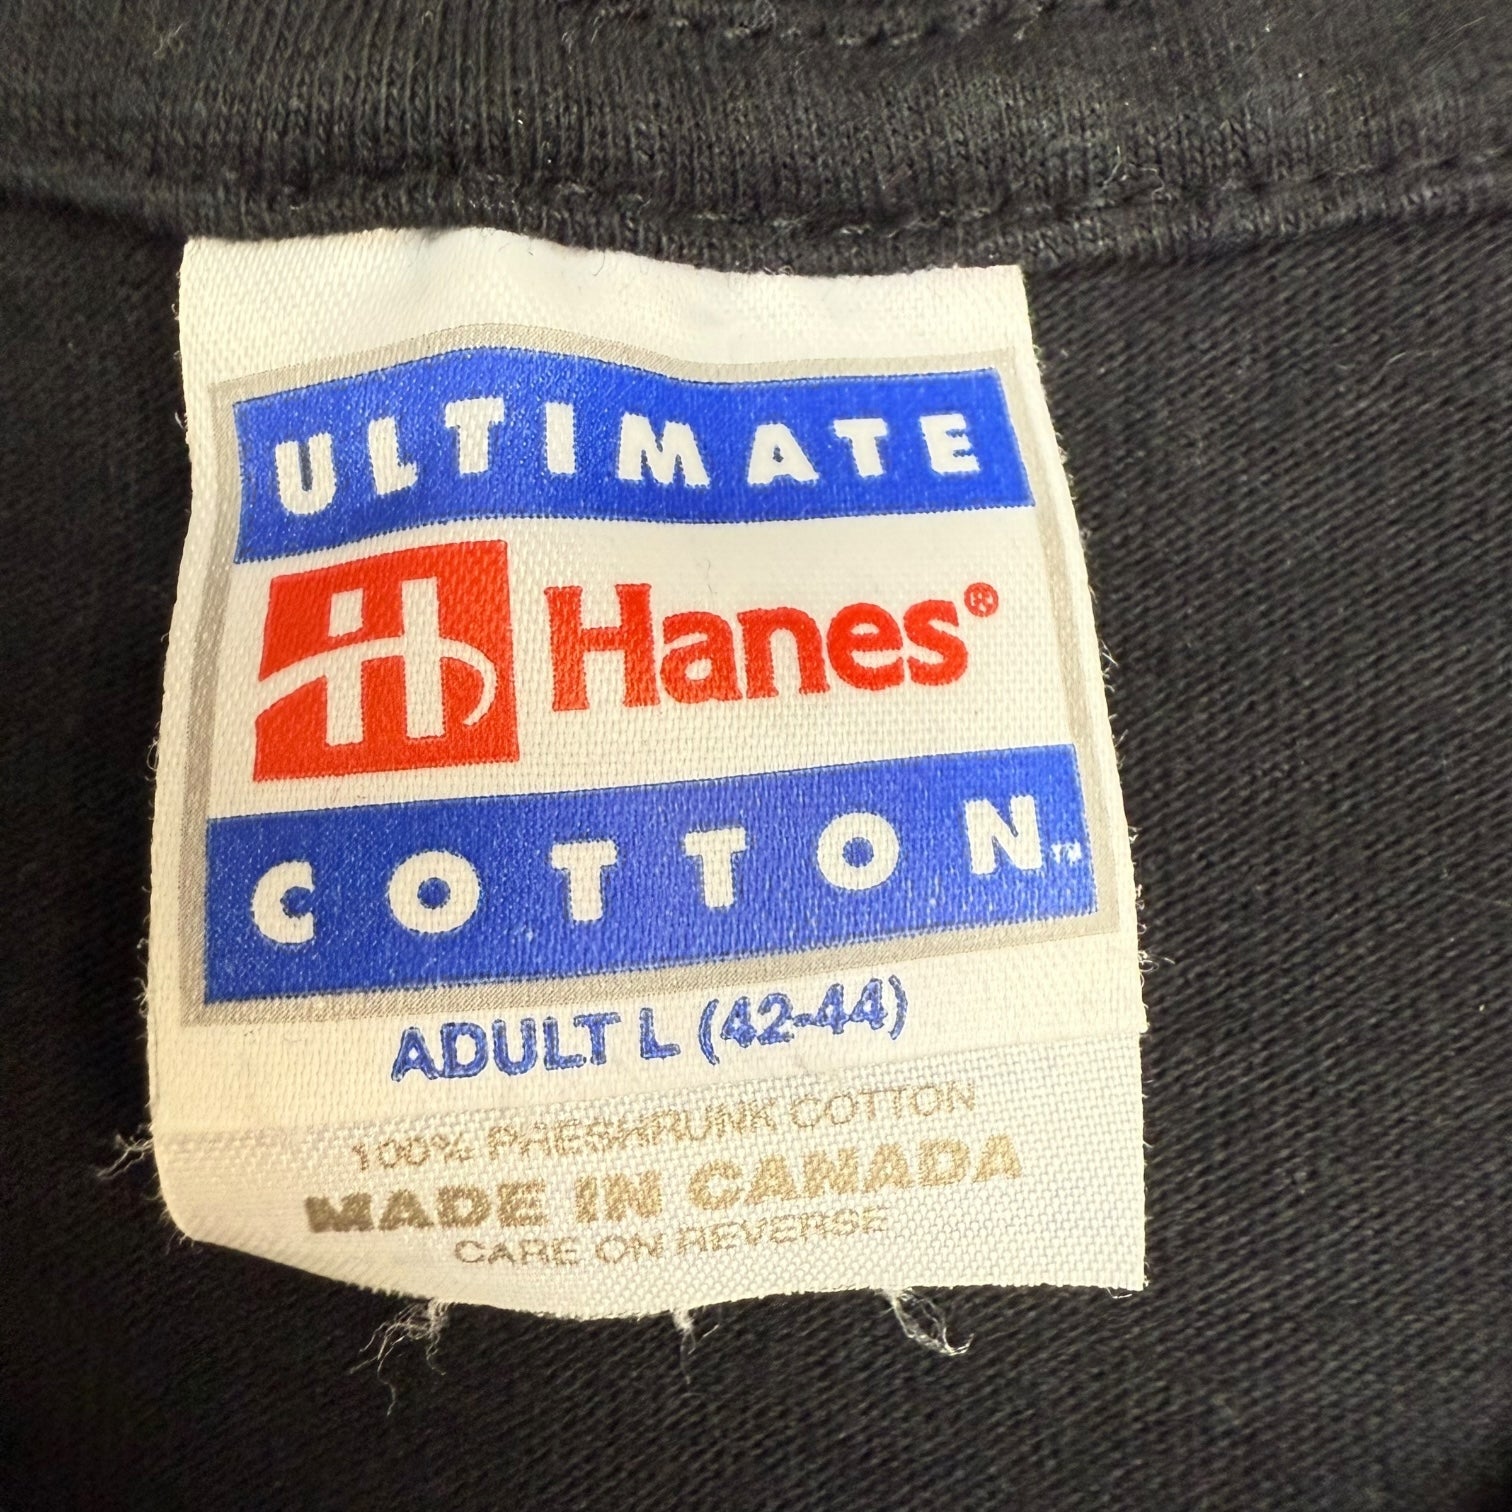 ULTIMATE
H Hanes®
COTTON™
ADULT L (42-44)
100% PRESHRUNK COTTON
MADE IN CANADA
CARE ON REVERSE